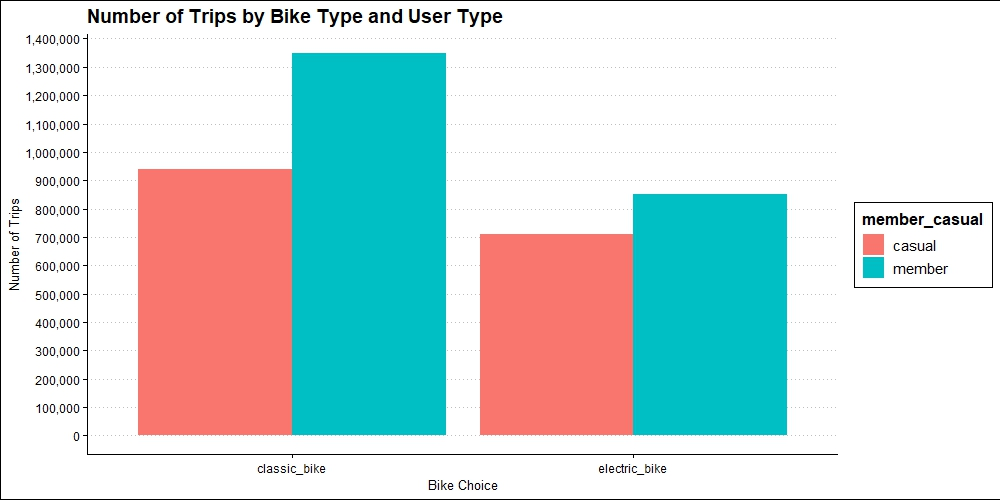 Number of Trips by Bike Type and User Type
1,400,000
1,300,000
1,200,000
1,100,000
1,000,000
900,000
800,000
700,000
600,000
500,000
400,000
300,000
200,000
100,000
0
Number of Trips
classic_bike
electric_bike
Bike Choice
member_casual
casual
member